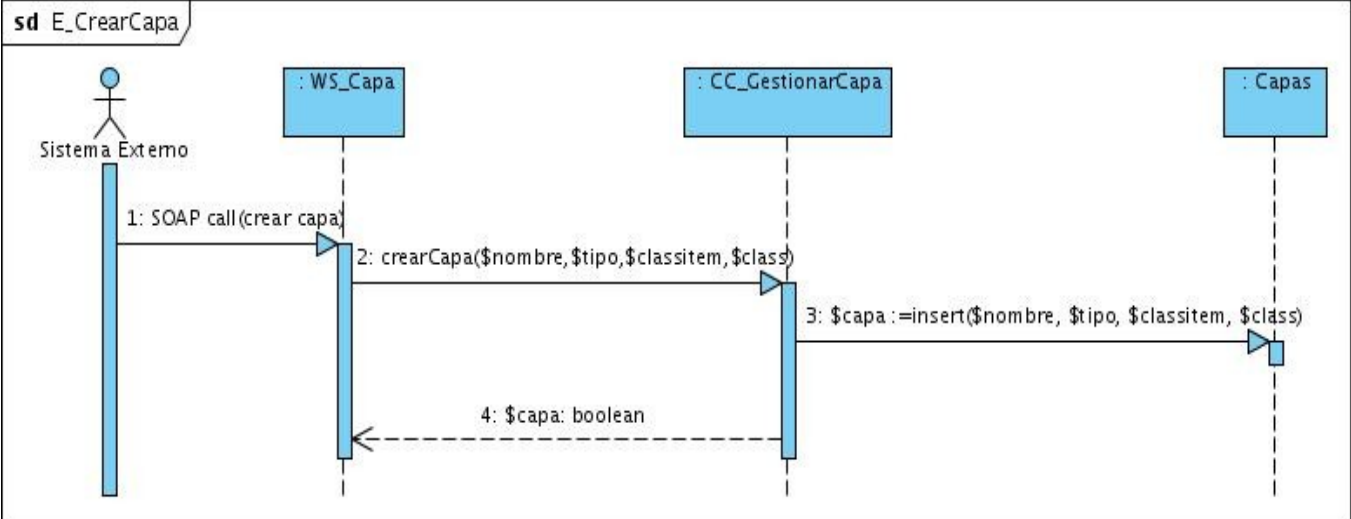 sd E_CrearCapa
: WS_Capa
: CC_GestionarCapa
: Capas
Sistema Externo
1: SOAP call(crear capa)
2: crearCapa($nombre,$tipo,$classitem,$class)
3: $capa :=insert($nombre, $tipo, $classitem, $class)
4: $capa: boolean